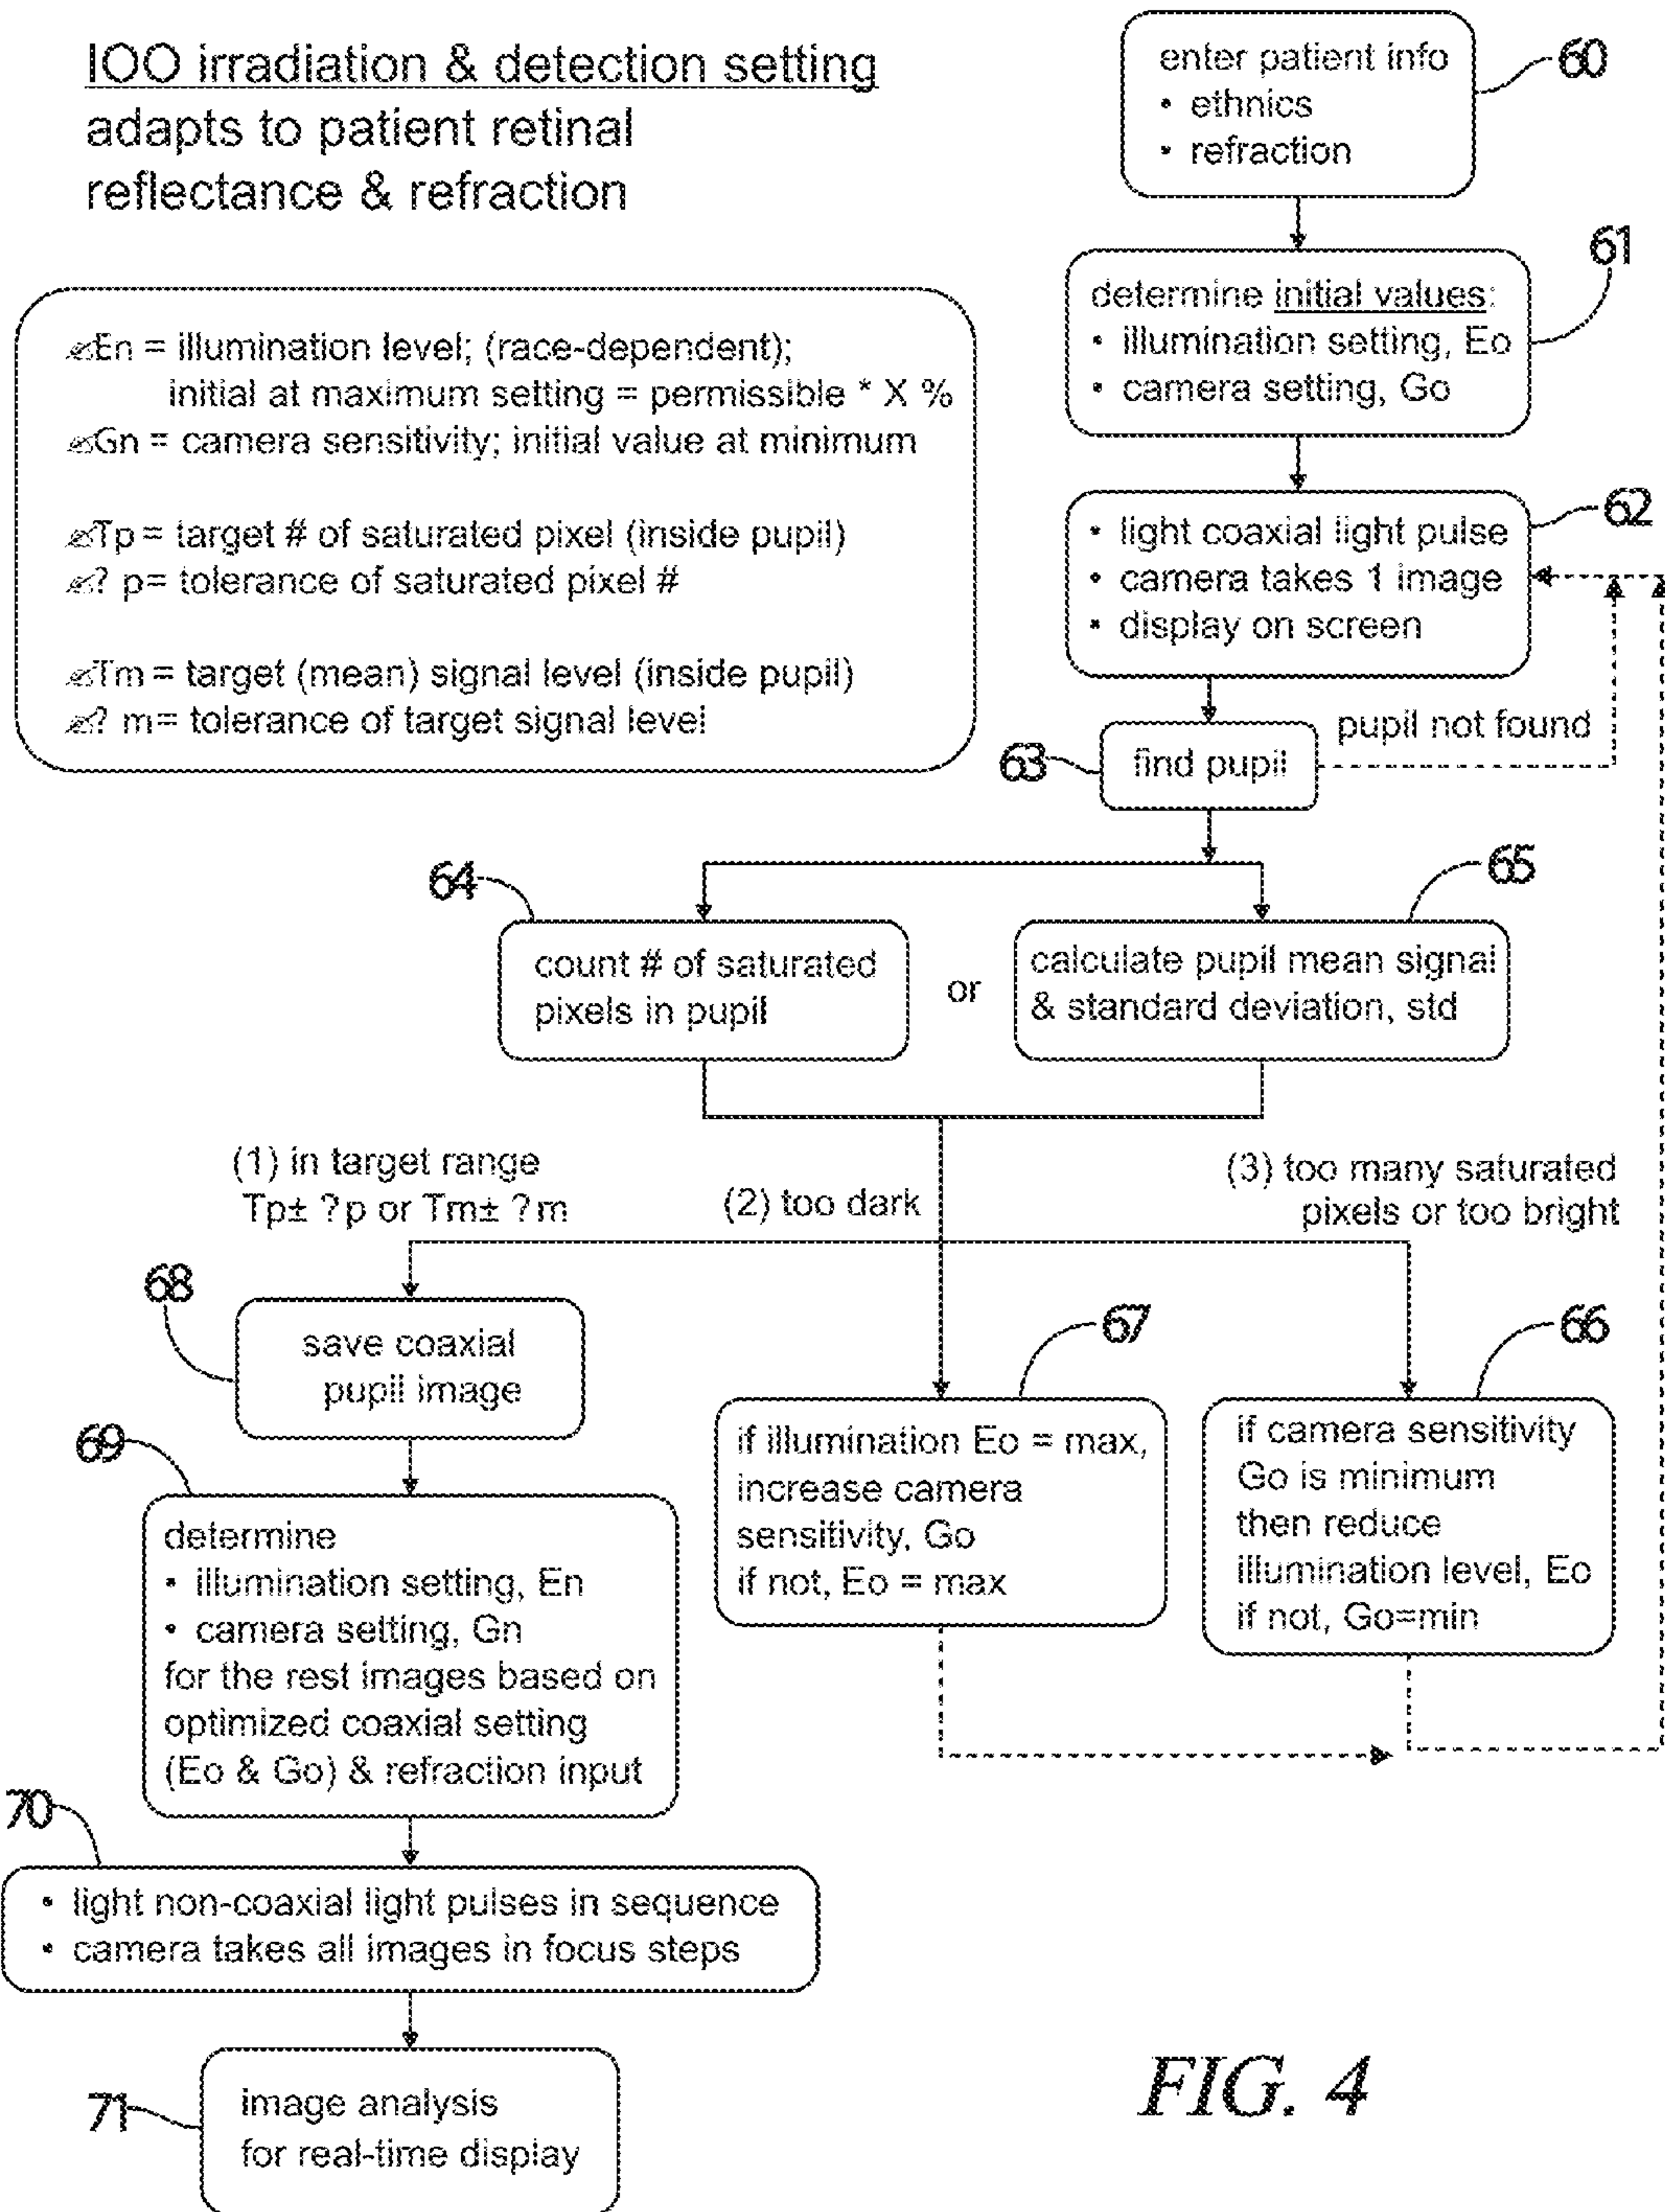 IOO irradiation & detection setting
adapts to patient retinal
reflectance & refraction
En = illumination level; (race-dependent);
initial at maximum setting = permissible * X %
Gn = camera sensitivity; initial value at minimum
Tp = target # of saturated pixel (inside pupil)
? p= tolerance of saturated pixel #
Tm = target (mean) signal level (inside pupil)
? m= tolerance of target signal level
enter patient info
• ethnics
• refraction
60
determine initial values:
• illumination setting, Eo
• camera setting, Go
61
• light coaxial light pulse
• camera takes 1 image
• display on screen
62
63
find pupil
pupil not found
64
count # of saturated
pixels in pupil
or
65
calculate pupil mean signal
& standard deviation, std
(1) in target range
Tp± ?p or Tm± ?m
(2) too dark
(3) too many saturated
pixels or too bright
68
save coaxial
pupil image
67
if illumination Eo = max,
increase camera
sensitivity, Go
if not, Eo = max
66
if camera sensitivity
Go is minimum
then reduce
illumination level, Eo
if not, Go=min
69
determine
• illumination setting, En
• camera setting, Gn
for the rest images based on
optimized coaxial setting
(Eo & Go) & refraction input
70
• light non-coaxial light pulses in sequence
• camera takes all images in focus steps
71
image analysis
for real-time display
FIG. 4